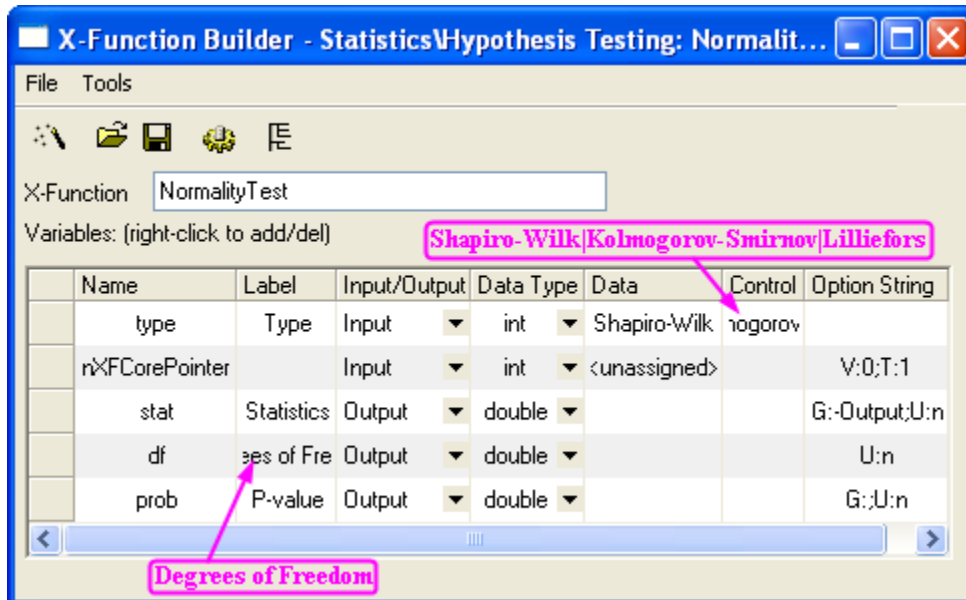 X-Function Builder - Statistics\Hypothesis Testing: Normalit...
File Tools
X-Function NormalityTest
Variables: (right-click to add/del)
Shapiro-Wilk|Kolmogorov-Smirnov|Lilliefors
Name Label Input/Output Data Type Data Control Option String
type Type Input int Shapiro-Wilk nogorov
nXFCorePointer Input int <unassigned> V:0;T:1
stat Statistics Output double G:-Output;U:n
df ees of Fre Output double U:n
prob P-value Output double G:;U:n
Degrees of Freedom